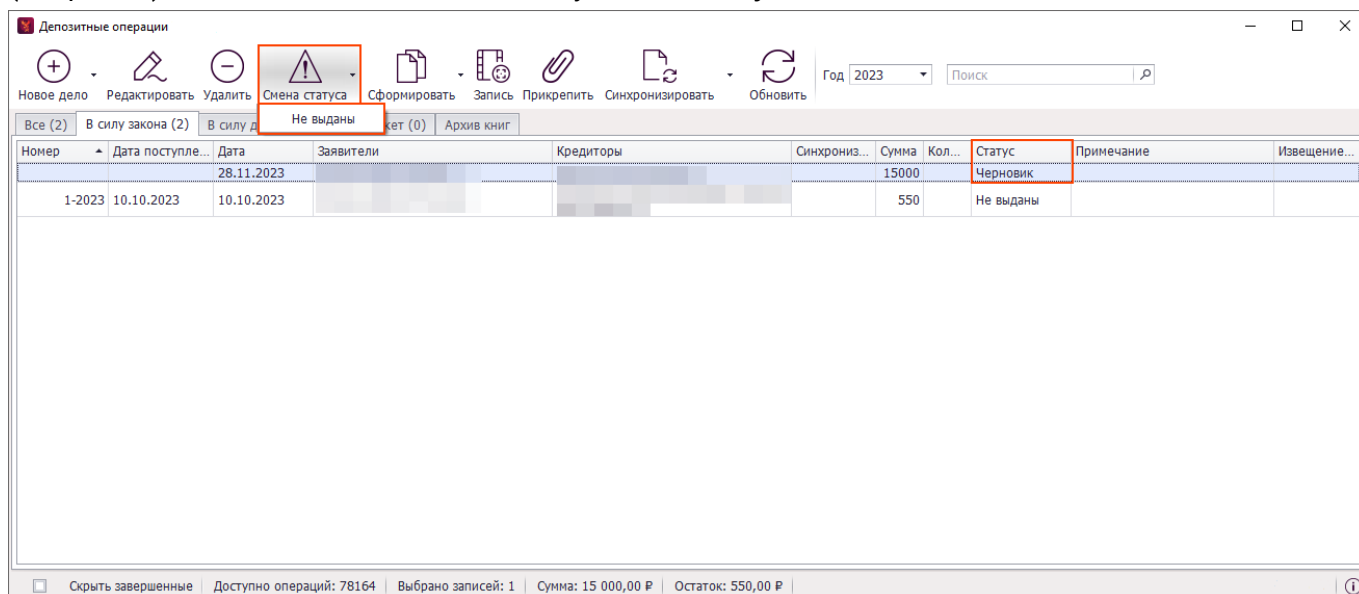 Депозитные операции
Новое дело Редактировать Удалить Смена статуса Сформировать Запись Прикрепить Синхронизировать Обновить Год 2023 Поиск
Не выданы
Все (2) В силу закона (2) В силу д кет (0) Архив книг
Номер Дата поступле... Дата Заявители Кредиторы Синхрониз... Сумма Кол... Статус Примечание Извещение...
28.11.2023 15000 Черновик
1-2023 10.10.2023 10.10.2023 550 Не выданы
Скрыть завершенные Доступно операций: 78164 Выбрано записей: 1 Сумма: 15 000,00 ₽ Остаток: 550,00 ₽